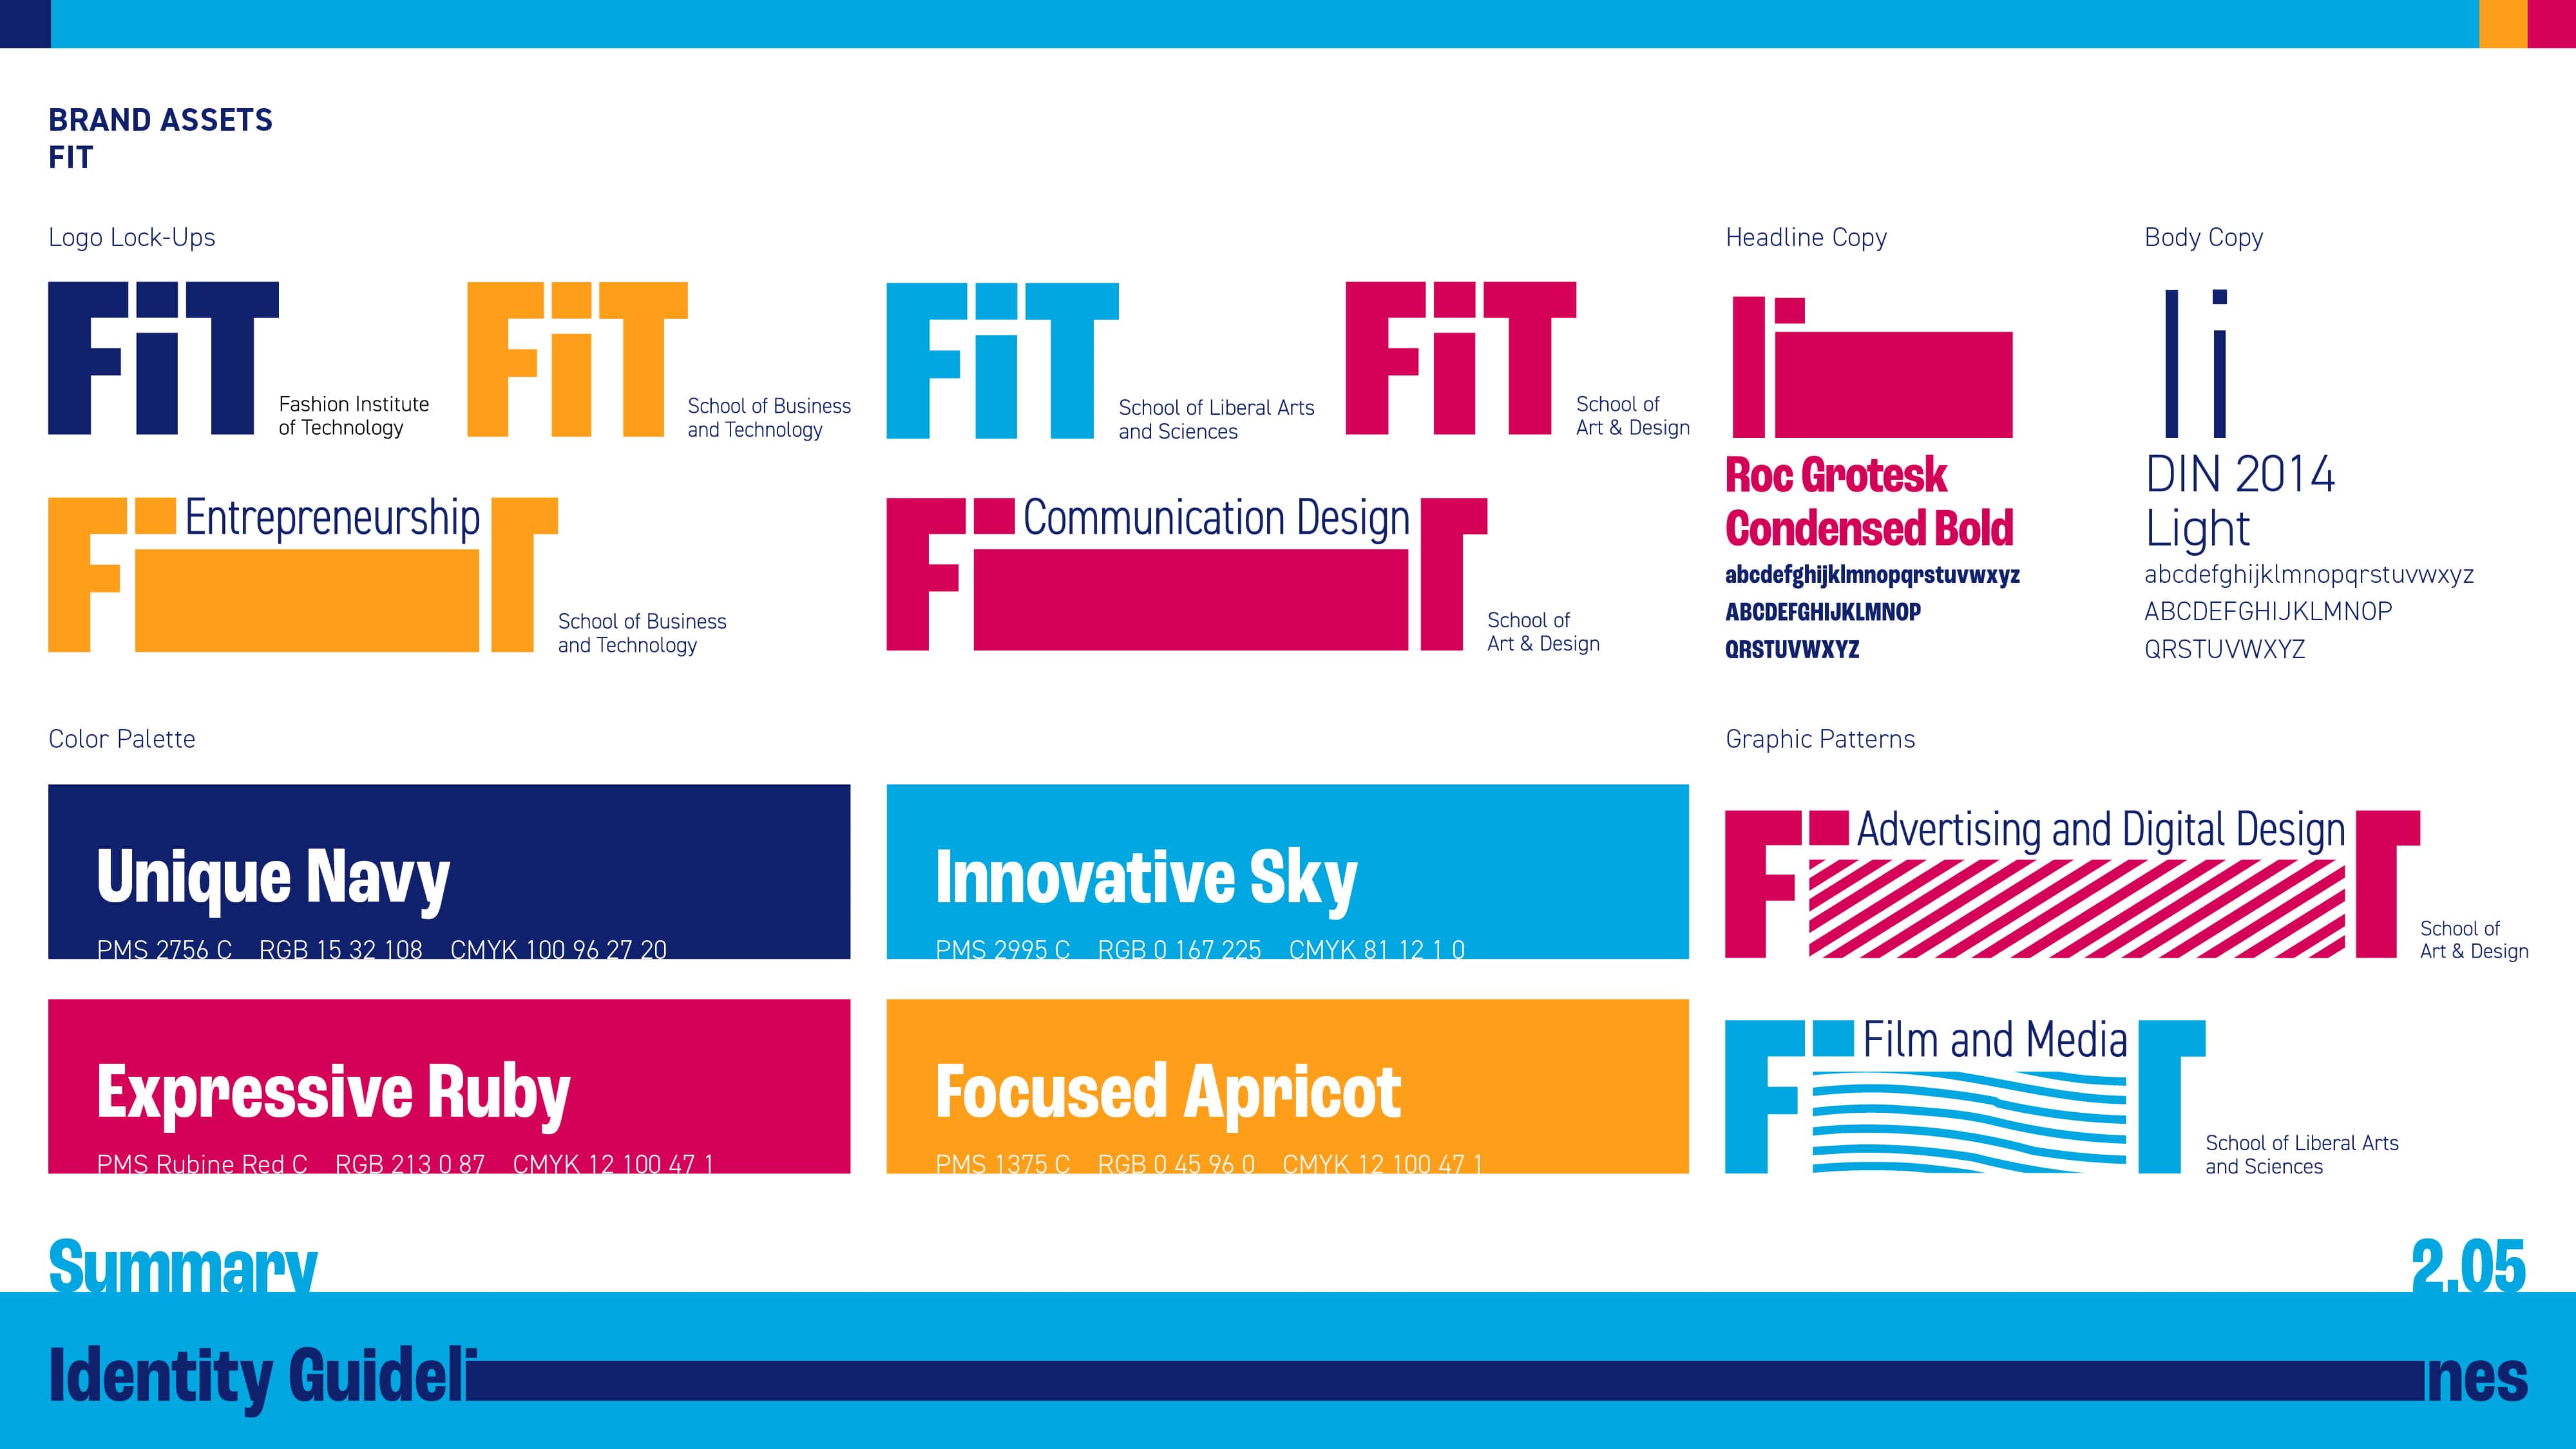 BRAND ASSETS
FIT
Logo Lock-Ups
FiT
Fashion Institute
of Technology
FiT
School of Business
and Technology
FiT
School of Liberal Arts
and Sciences
FiT
School of
Art & Design
Fi Entrepreneurship T
School of Business
and Technology
Fi Communication Design T
School of
Art & Design
Headline Copy
Ii
Roc Grotesk
Condensed Bold
abcdefghijklmnopqrstuvwxyz
ABCDEFGHIJKLMNOP
QRSTUVWXYZ
Body Copy
Ii
DIN 2014
Light
abcdefghijklmnopqrstuvwxyz
ABCDEFGHIJKLMNOP
QRSTUVWXYZ
Color Palette
Unique Navy
PMS 2756 C RGB 15 32 108 CMYK 100 96 27 20
Innovative Sky
PMS 2995 C RGB 0 167 225 CMYK 81 12 1 0
Expressive Ruby
PMS Rubine Red C RGB 213 0 87 CMYK 12 100 47 1
Focused Apricot
PMS 1375 C RGB 0 45 96 0 CMYK 12 100 47 1
Graphic Patterns
Fi Advertising and Digital Design T
School of
Art & Design
Fi Film and Media T
School of Liberal Arts
and Sciences
Summary
2.05
Identity Guidelines